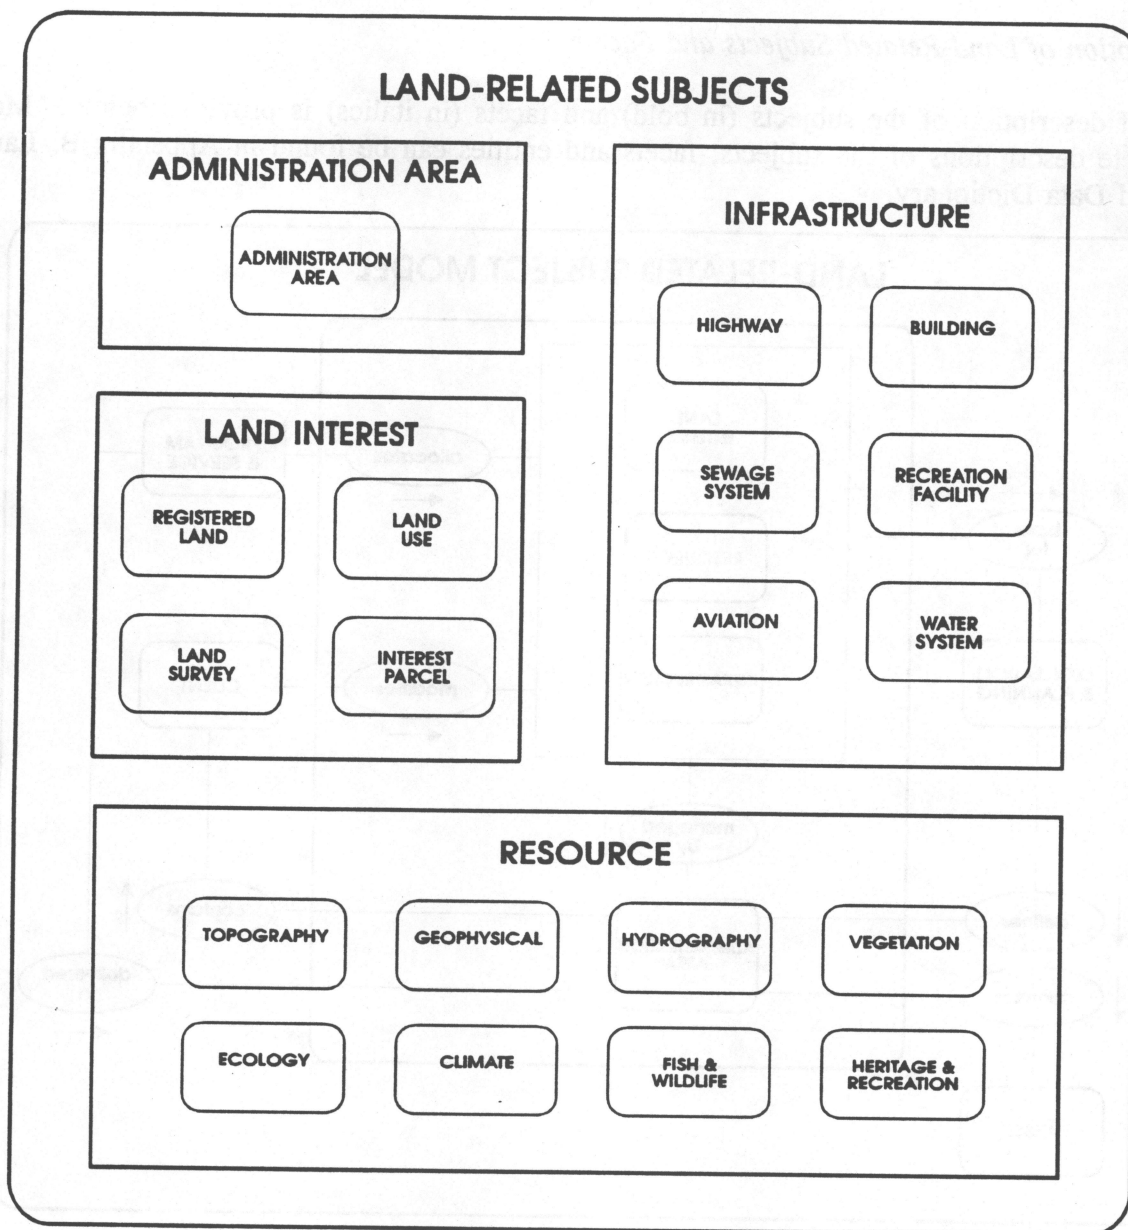 LAND-RELATED SUBJECTS
ADMINISTRATION AREA
ADMINISTRATION
AREA
LAND INTEREST
REGISTERED
LAND
LAND
USE
LAND
SURVEY
INTEREST
PARCEL
INFRASTRUCTURE
HIGHWAY
BUILDING
SEWAGE
SYSTEM
RECREATION
FACILITY
AVIATION
WATER
SYSTEM
RESOURCE
TOPOGRAPHY
GEOPHYSICAL
HYDROGRAPHY
VEGETATION
ECOLOGY
CLIMATE
FISH &
WILDLIFE
HERITAGE &
RECREATION